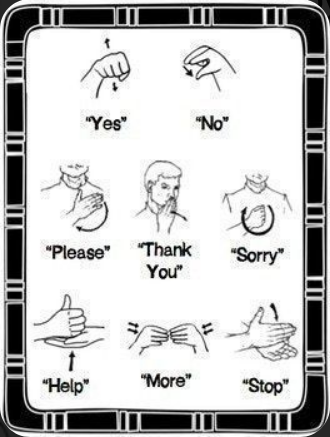 "Yes"
"No"
"Please"
"Thank
You"
"Sorry"
"Help"
"More"
"Stop"